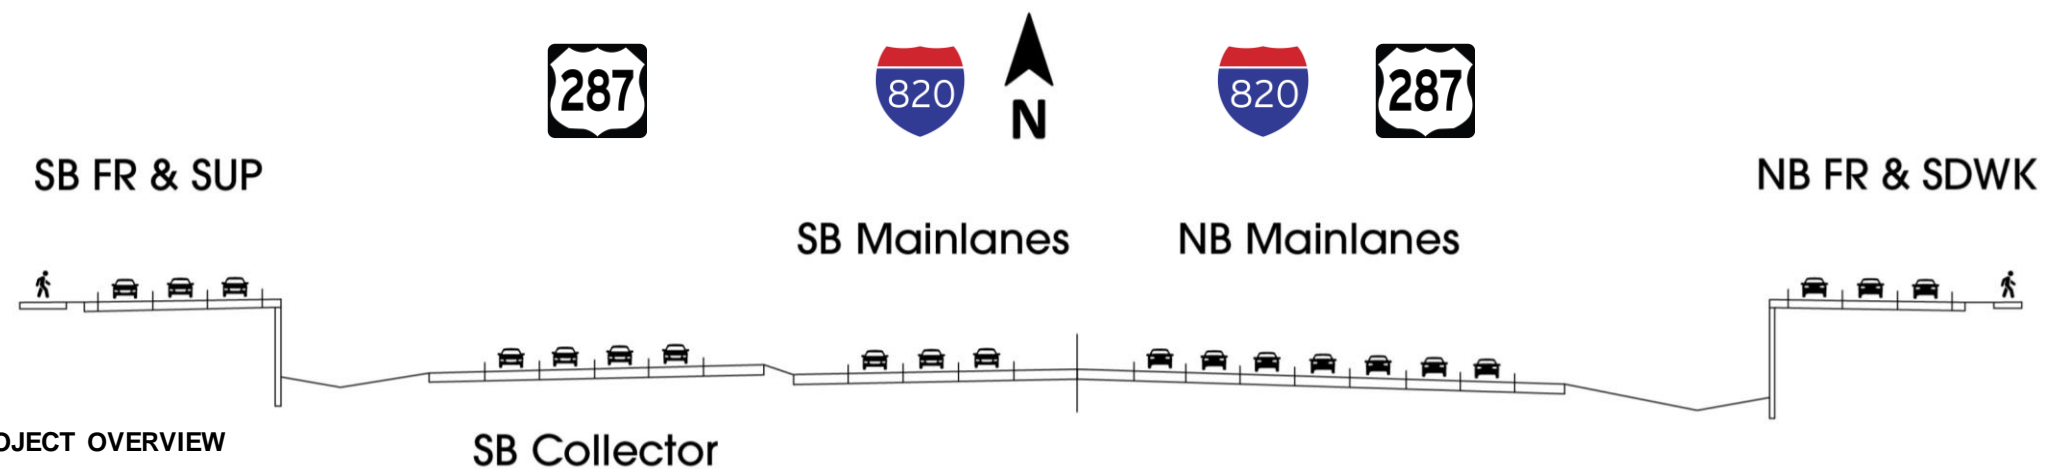 287
820
N
820
287
SB FR & SUP
NB FR & SDWK
SB Mainlanes
NB Mainlanes
OJECT OVERVIEW
SB Collector